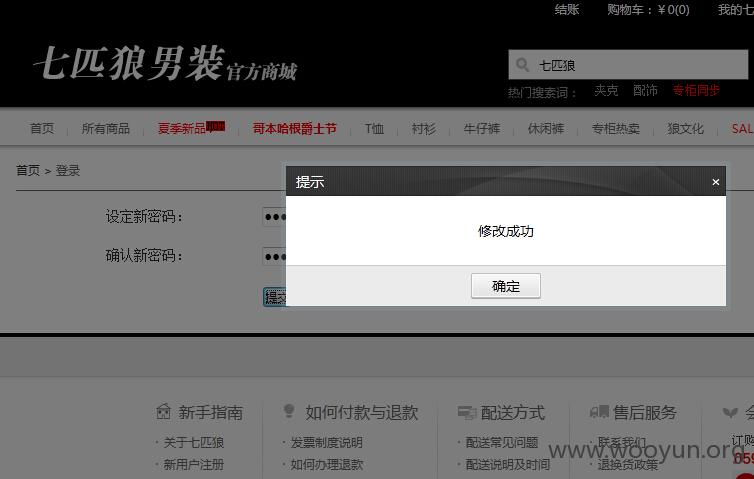 结账 购物车：￥0(0) 我的七
七匹狼男装 官方商城
七匹狼
热门搜索词： 夹克 配饰 专柜同步
首页 所有商品 夏季新品 哥本哈根爵士节 T恤 衬衫 牛仔裤 休闲裤 专柜热卖 狼文化 SAL
首页 > 登录
提示 ×
设定新密码：
修改成功
确认新密码：
确定
提交
新手指南 如何付款与退款 配送方式 售后服务 会
· 关于七匹狼 · 发票制度说明 · 配送常见问题 · 联系我们 订购
· 新用户注册 · 如何办理退款 · 配送说明及时间 · 退换货政策 059
www.wooyun.org